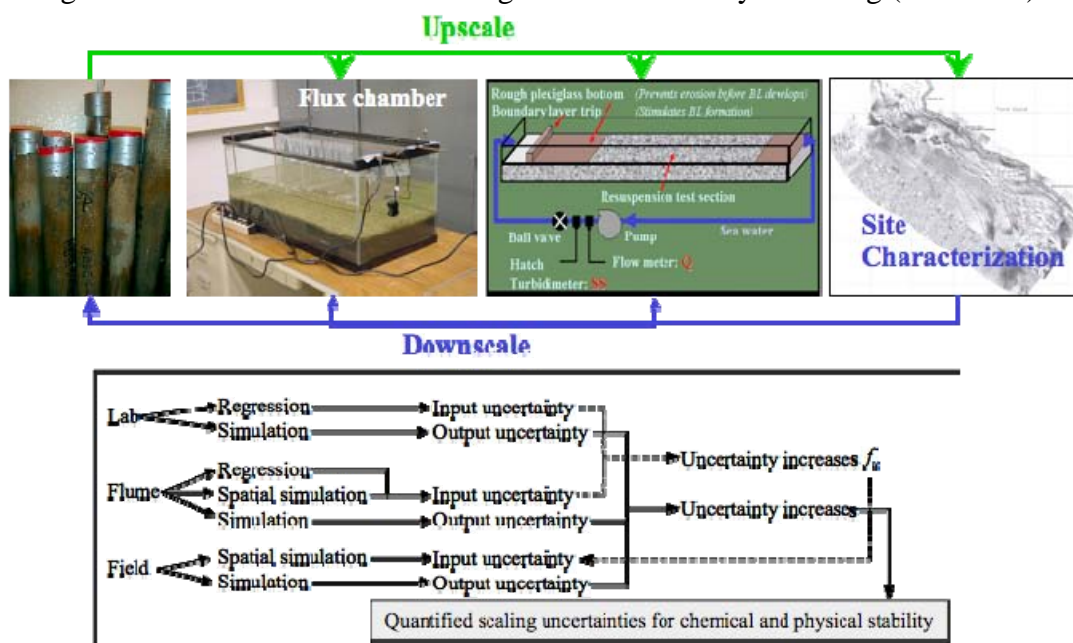 Upscale
Flux chamber
Rough plexiglass bottom (Prevents erosion before BL develops)
Boundary layer trip (Stimulates BL formation)
Resuspension test section
Sea water
Ball vave
Pump
Hatch
Flow meter: Q
Turbidimeter: SS
Site
Characterization
Downscale
Lab
Regression
Input uncertainty
Simulation
Output uncertainty
Uncertainty increases
Flume
Regression
Spatial simulation
Input uncertainty
Uncertainty increases
Simulation
Output uncertainty
Field
Spatial simulation
Input uncertainty
Simulation
Output uncertainty
Quantified scaling uncertainties for chemical and physical stability